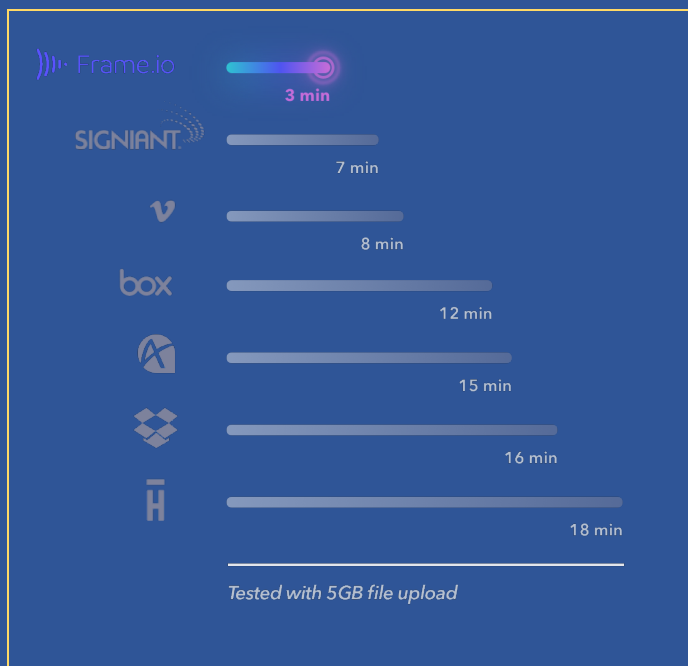 Frame.io
3 min
SIGNIANT
7 min
8 min
box
12 min
15 min
16 min
18 min
Tested with 5GB file upload